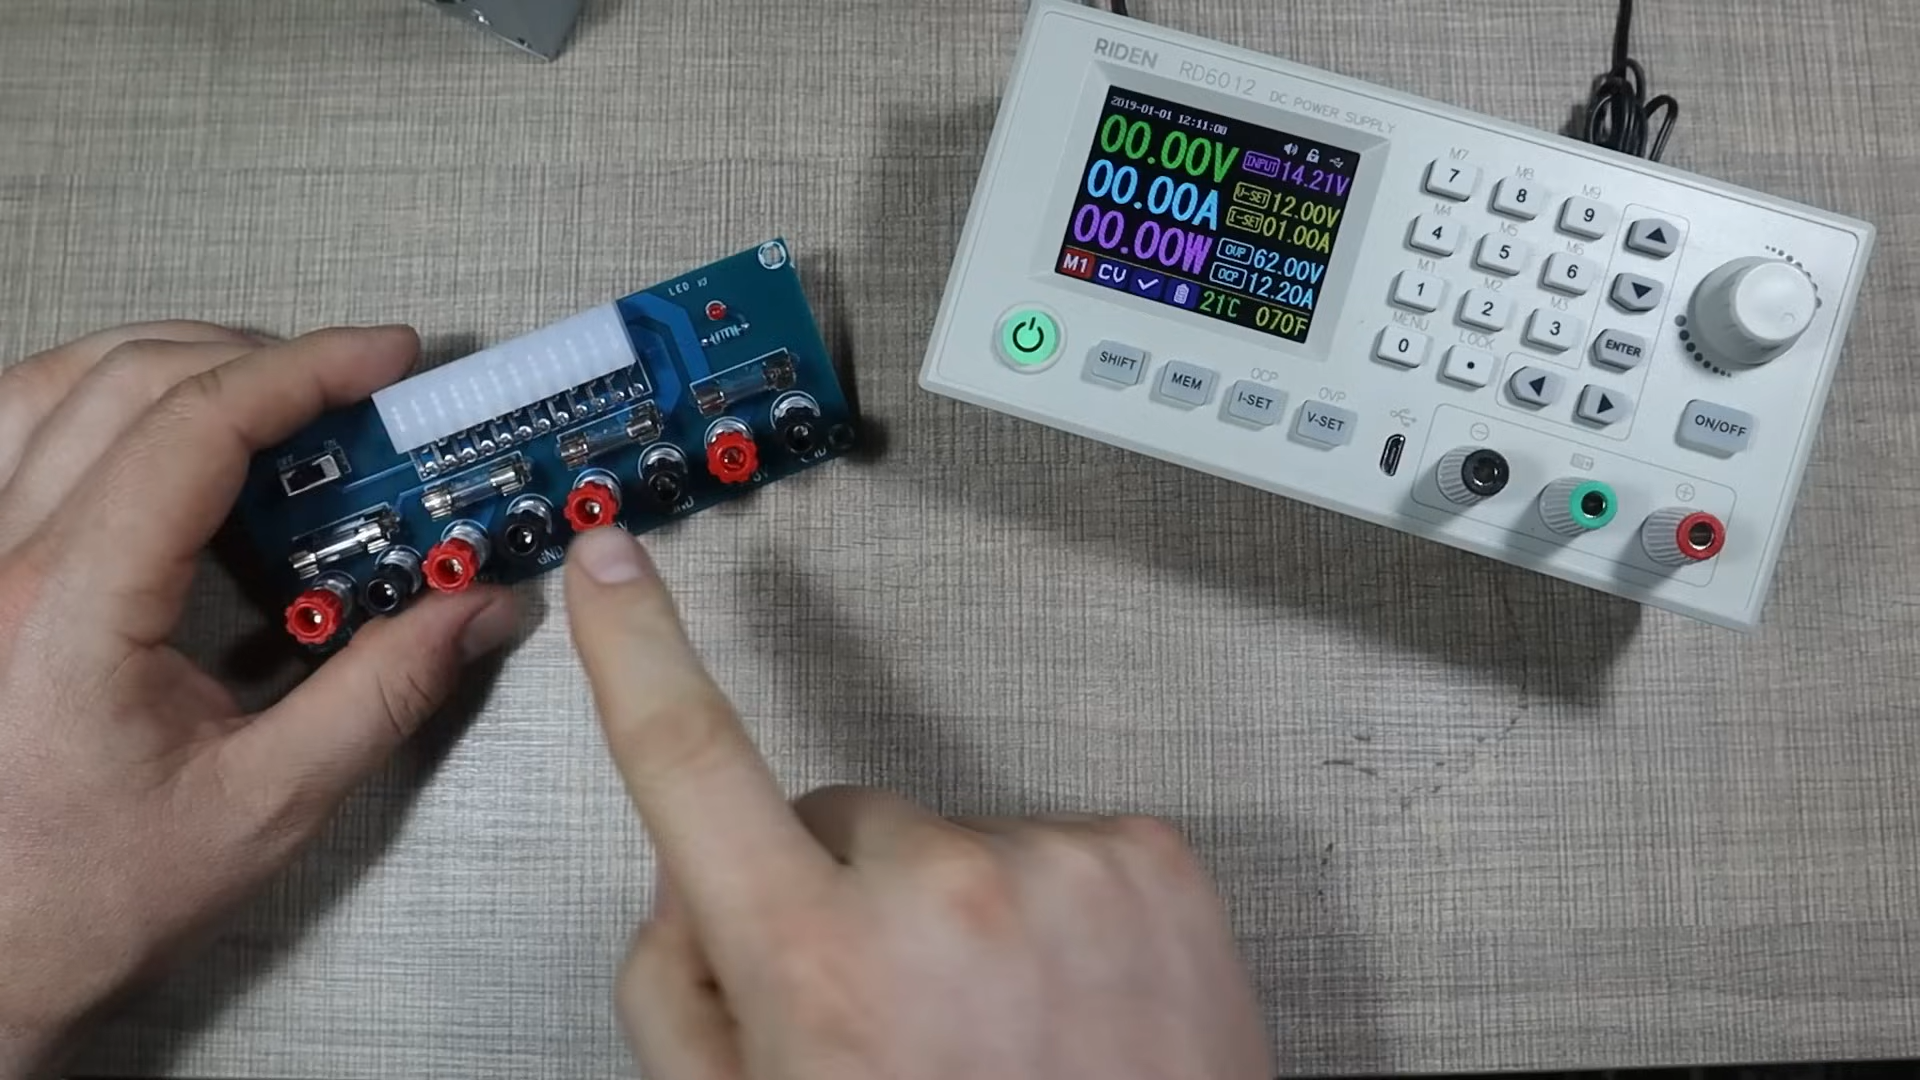 RIDEN RD6012 DC POWER SUPPLY
2019-01-01 12:11:08
00.00V
INPUT 14.21V
00.00A
V-SET 12.00V
I-SET 01.00A
00.00W
OVP 62.00V
OCP 12.20A
M1 CV
21℃ 070℉
M7 M8 M9
7 8 9
M4 M5 M6
4 5 6
M1 M2 M3
1 2 3
ENTER
MENU LOCK
0 .
OCP OVP
SHIFT MEM I-SET V-SET
ON/OFF
LED
GND
GND